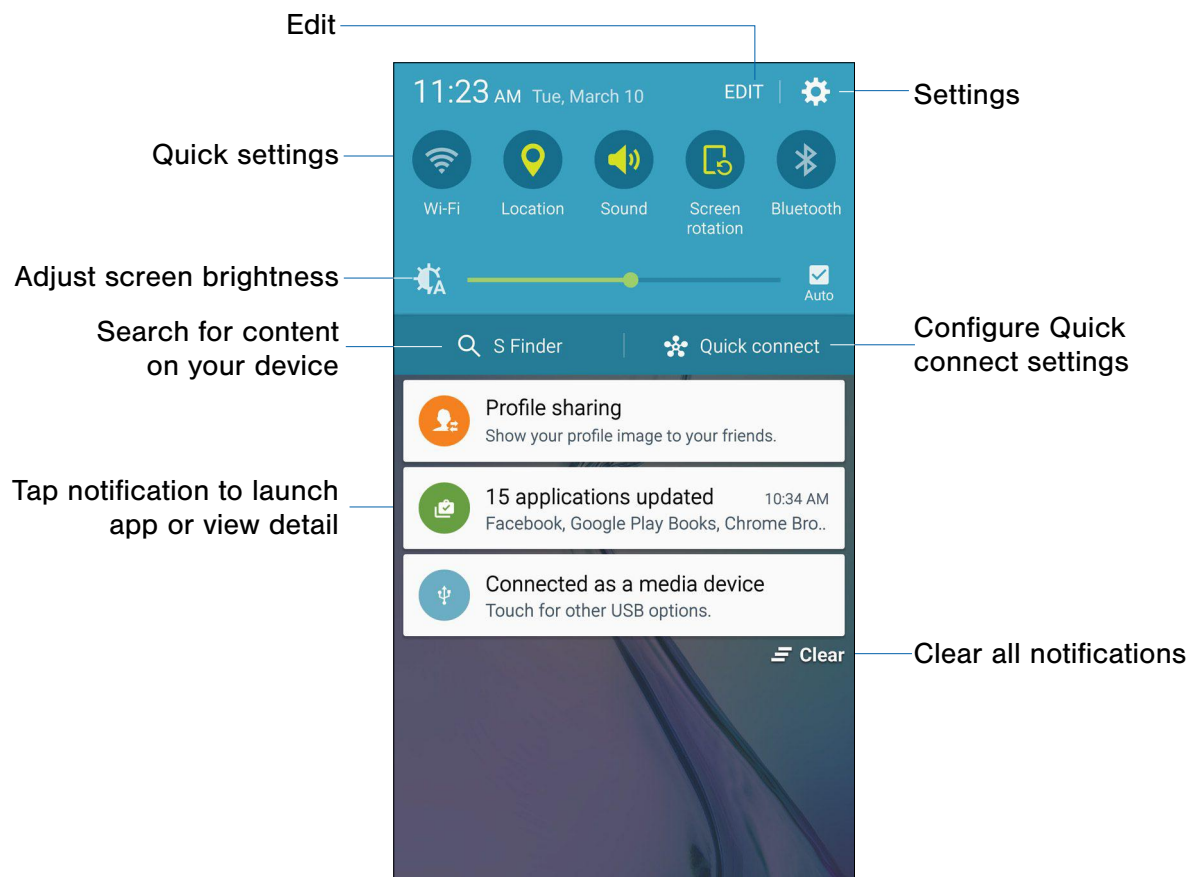 Edit
11:23 AM Tue, March 10 EDIT
Settings
Quick settings
Wi-Fi Location Sound Screen rotation Bluetooth
Adjust screen brightness
A
Auto
Search for content
on your device
S Finder Quick connect
Configure Quick
connect settings
Profile sharing
Show your profile image to your friends.
Tap notification to launch
app or view detail
15 applications updated 10:34 AM
Facebook, Google Play Books, Chrome Bro..
Connected as a media device
Touch for other USB options.
Clear
Clear all notifications